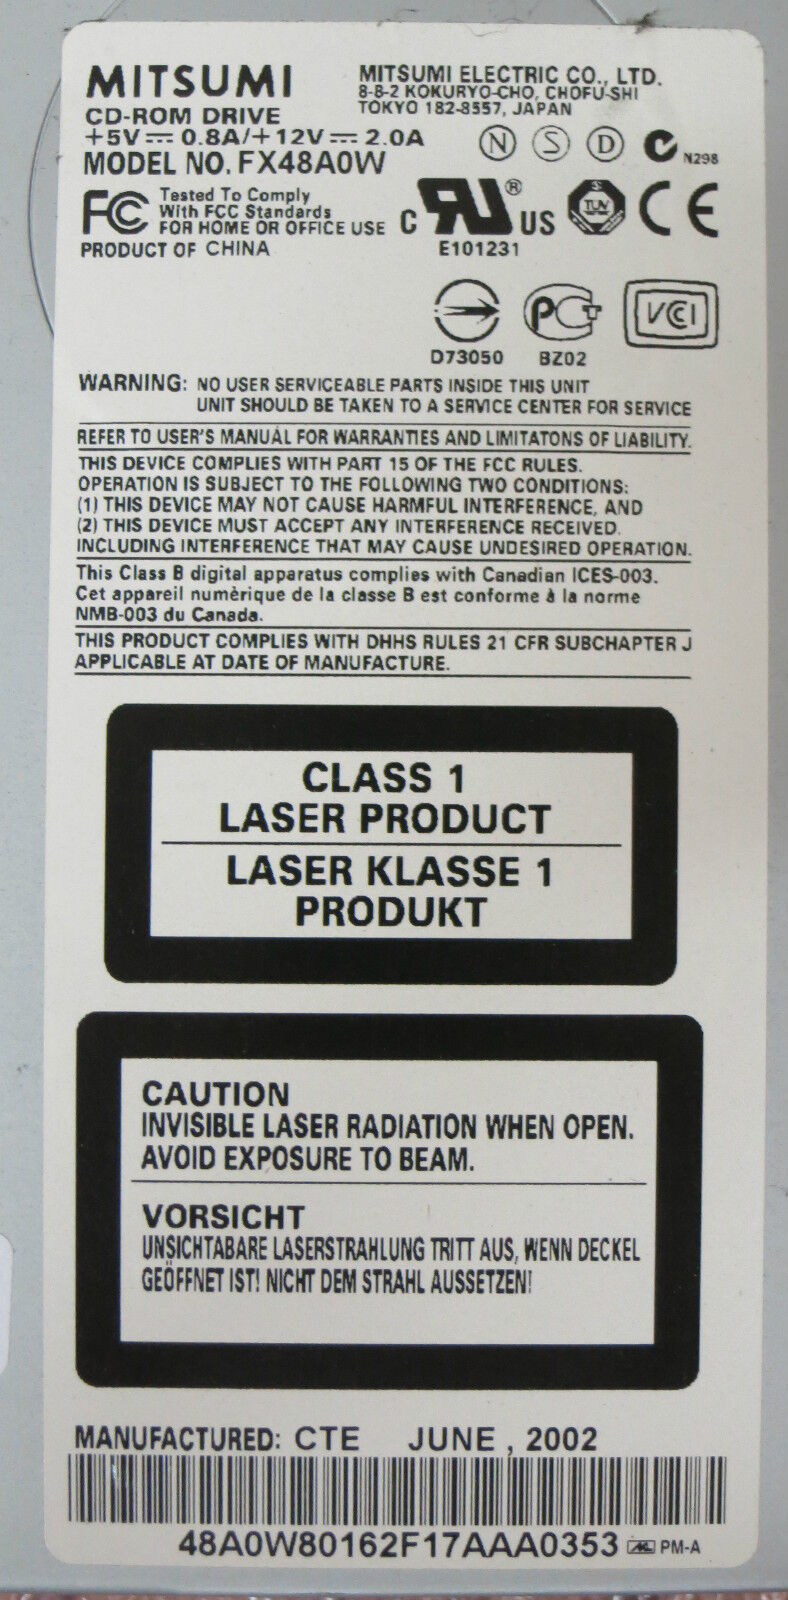 MITSUMI
MITSUMI ELECTRIC CO., LTD.
8-8-2 KOKURYO-CHO, CHOFU-SHI
TOKYO 182-8557, JAPAN
CD-ROM DRIVE
+5V⎓ 0.8A/+12V⎓ 2.0A
MODEL NO. FX48A0W
N S D
N298
FC Tested To Comply
With FCC Standards
FOR HOME OR OFFICE USE
PRODUCT OF CHINA
C UL ® US
E101231
TUV
CE
D73050
PCT
BZ02
VCCI
WARNING: NO USER SERVICEABLE PARTS INSIDE THIS UNIT
UNIT SHOULD BE TAKEN TO A SERVICE CENTER FOR SERVICE
REFER TO USER'S MANUAL FOR WARRANTIES AND LIMITATONS OF LIABILITY.
THIS DEVICE COMPLIES WITH PART 15 OF THE FCC RULES.
OPERATION IS SUBJECT TO THE FOLLOWING TWO CONDITIONS:
(1) THIS DEVICE MAY NOT CAUSE HARMFUL INTERFERENCE, AND
(2) THIS DEVICE MUST ACCEPT ANY INTERFERENCE RECEIVED.
INCLUDING INTERFERENCE THAT MAY CAUSE UNDESIRED OPERATION.
This Class B digital apparatus complies with Canadian ICES-003.
Cet appareil numèrique de la classe B est conforme à la norme
NMB-003 du Canada.
THIS PRODUCT COMPLIES WITH DHHS RULES 21 CFR SUBCHAPTER J
APPLICABLE AT DATE OF MANUFACTURE.
CLASS 1
LASER PRODUCT
LASER KLASSE 1
PRODUKT
CAUTION
INVISIBLE LASER RADIATION WHEN OPEN.
AVOID EXPOSURE TO BEAM.
VORSICHT
UNSICHTABARE LASERSTRAHLUNG TRITT AUS, WENN DECKEL
GEÖFFNET IST! NICHT DEM STRAHL AUSSETZEN!
MANUFACTURED: CTE JUNE , 2002
48A0W80162F17AAA0353 PM-A